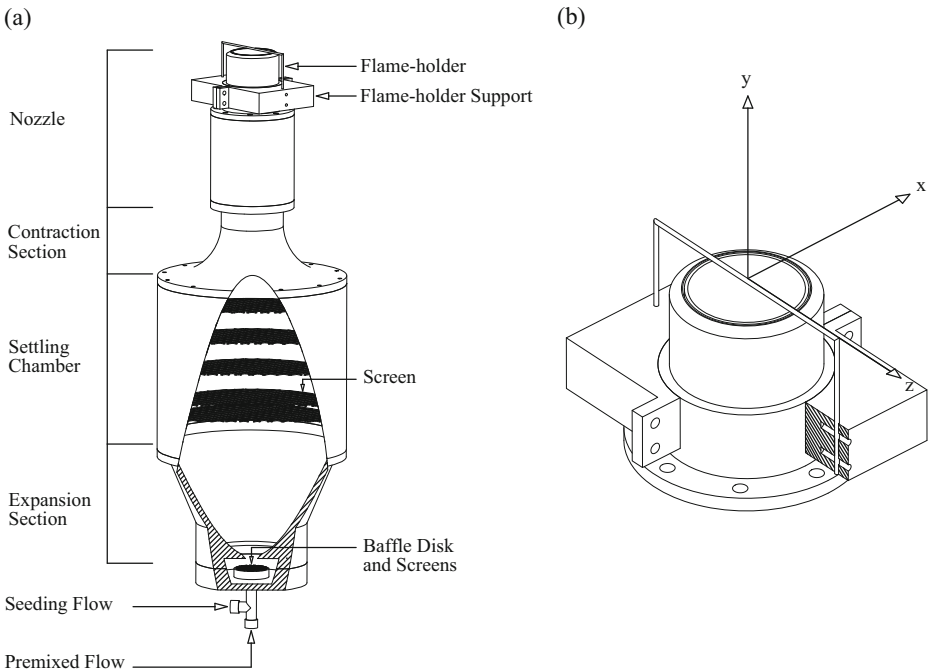 (a)
Flame-holder
Flame-holder Support
Nozzle
Contraction
Section
Settling
Chamber
Screen
Expansion
Section
Baffle Disk
and Screens
Seeding Flow
Premixed Flow
(b)
y
x
z